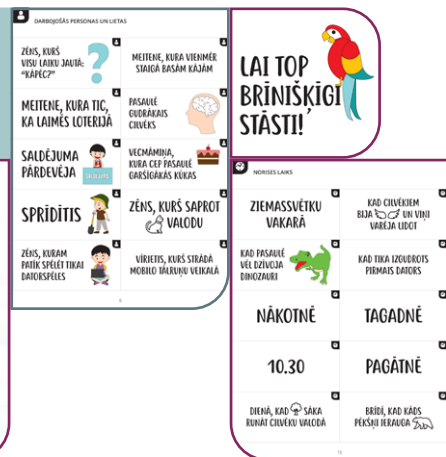 DARBOJOŠĀS PERSONAS UN LIETAS
ZĒNS, KURŠ
VISU LAIKU JAUTĀ:
"KĀPĒC?"
MEITENE, KURA VIENMĒR
STAIGĀ BASĀM KĀJĀM
MEITENE, KURA TIC,
KA LAIMĒS LOTERIJĀ
PASAULĒ
GUDRĀKAIS
CILVĒKS
SALDĒJUMA
PĀRDEVĒJA
VECMĀMIŅA,
KURA CEP PASAULĒ
GARŠĪGĀKĀS KŪKAS
SPRĪDĪTIS
ZĒNS, KURŠ SAPROT
VALODU
ZĒNS, KURAM
PATĪK SPĒLĒT TIKAI
DATORSPĒLES
VĪRIETIS, KURŠ STRĀDĀ
MOBILO TĀLRUŅU VEIKALĀ
LAI TOP
BRĪNIŠĶĪGI
STĀSTI!
NORISES LAIKS
ZIEMASSVĒTKU
VAKARĀ
KAD CILVĒKIEM
BIJA UN VIŅI
VARĒJA LIDOT
KAD PASAULĒ
VĒL DZĪVOJA
DINOZAURI
KAD TIKA IZGUDROTS
PIRMAIS DATORS
NĀKOTNĒ
TAGADNĒ
10.30
PAGĀTNĒ
DIENĀ, KAD SĀKA
RUNĀT CILVĒKU VALODĀ
BRĪDĪ, KAD KĀDS
PĒKŠŅI IERAUGA